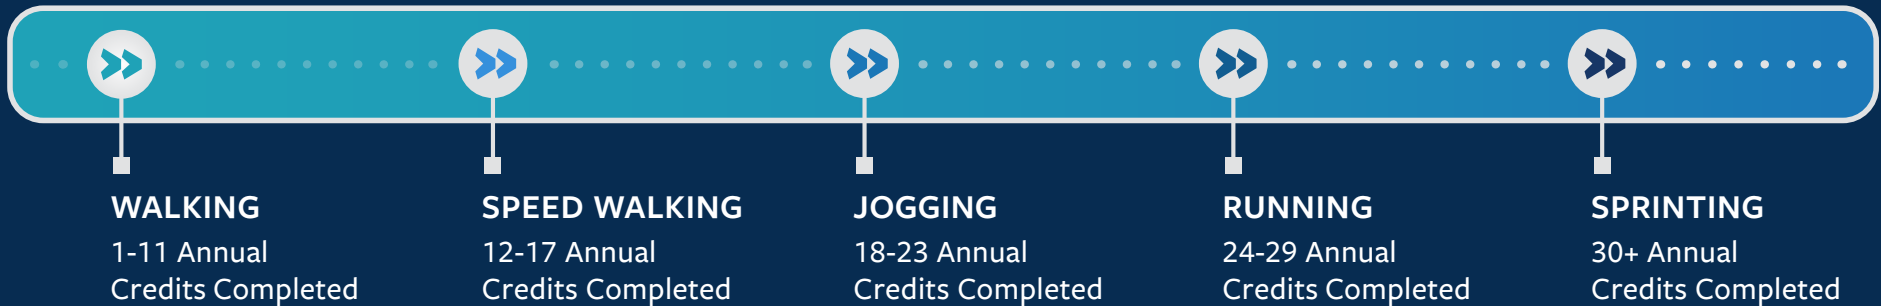 WALKING
1-11 Annual
Credits Completed
SPEED WALKING
12-17 Annual
Credits Completed
JOGGING
18-23 Annual
Credits Completed
RUNNING
24-29 Annual
Credits Completed
SPRINTING
30+ Annual
Credits Completed